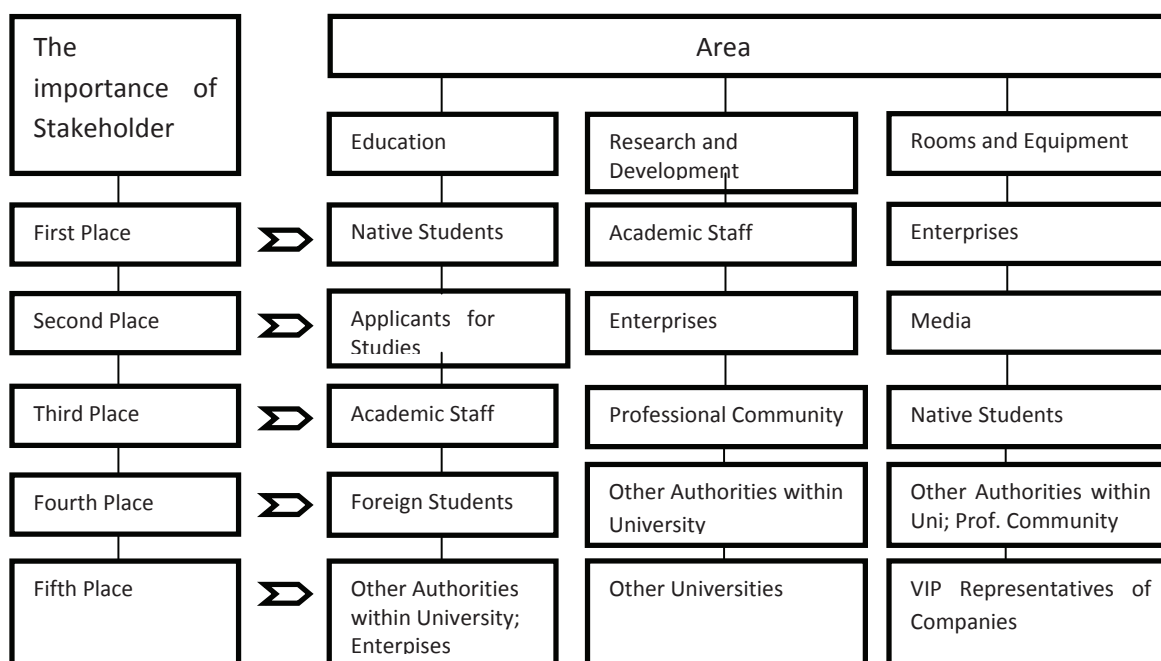 The
importance of
Stakeholder
Area
Education
Research and
Development
Rooms and Equipment
First Place
Native Students
Academic Staff
Enterprises
Second Place
Applicants for
Studies
Enterprises
Media
Third Place
Academic Staff
Professional Community
Native Students
Fourth Place
Foreign Students
Other Authorities within
University
Other Authorities within
Uni; Prof. Community
Fifth Place
Other Authorities
within University;
Enterpises
Other Universities
VIP Representatives of
Companies